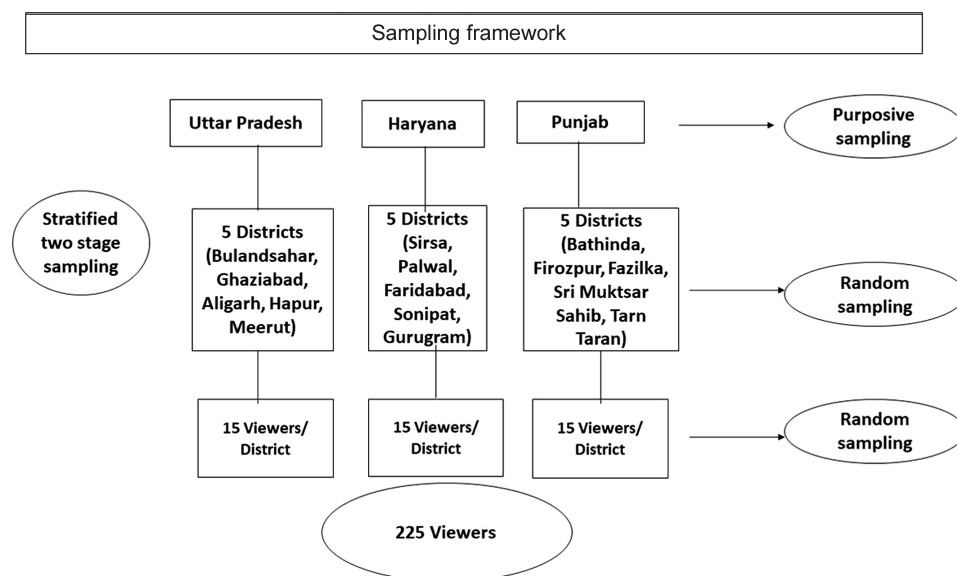 Sampling framework
Uttar Pradesh
Haryana
Punjab
Purposive
sampling
Stratified
two stage
sampling
5 Districts
(Bulandsahar,
Ghaziabad,
Aligarh, Hapur,
Meerut)
5 Districts
(Sirsa,
Palwal,
Faridabad,
Sonipat,
Gurugram)
5 Districts
(Bathinda,
Firozpur, Fazilka,
Sri Muktsar
Sahib, Tarn
Taran)
Random
sampling
15 Viewers/
District
15 Viewers/
District
15 Viewers/
District
Random
sampling
225 Viewers